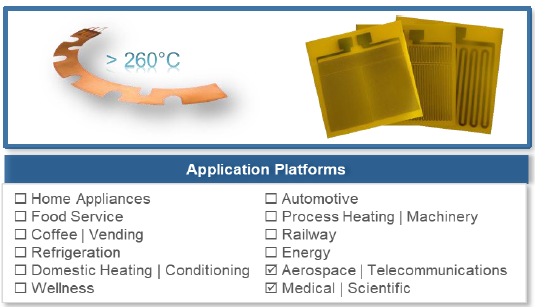 > 260°C
Application Platforms
☐ Home Appliances
☐ Food Service
☐ Coffee | Vending
☐ Refrigeration
☐ Domestic Heating | Conditioning
☐ Wellness
☐ Automotive
☐ Process Heating | Machinery
☐ Railway
☐ Energy
☑ Aerospace | Telecommunications
☑ Medical | Scientific